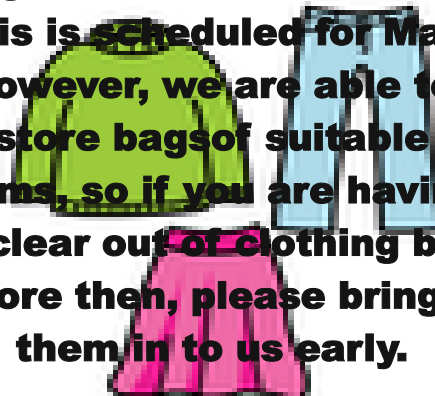 is is scheduled for Ma
owever, we are able t
store bagsof suitable
ms, so if you are havi
clear out of clothing b
ore then, please bring
them in to us early.